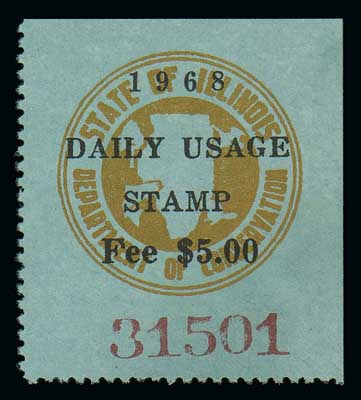 1968
STATE OF ILLINOIS
DAILY USAGE
STAMP
Fee $5.00
DEPARTMENT OF CONSERVATION
31501